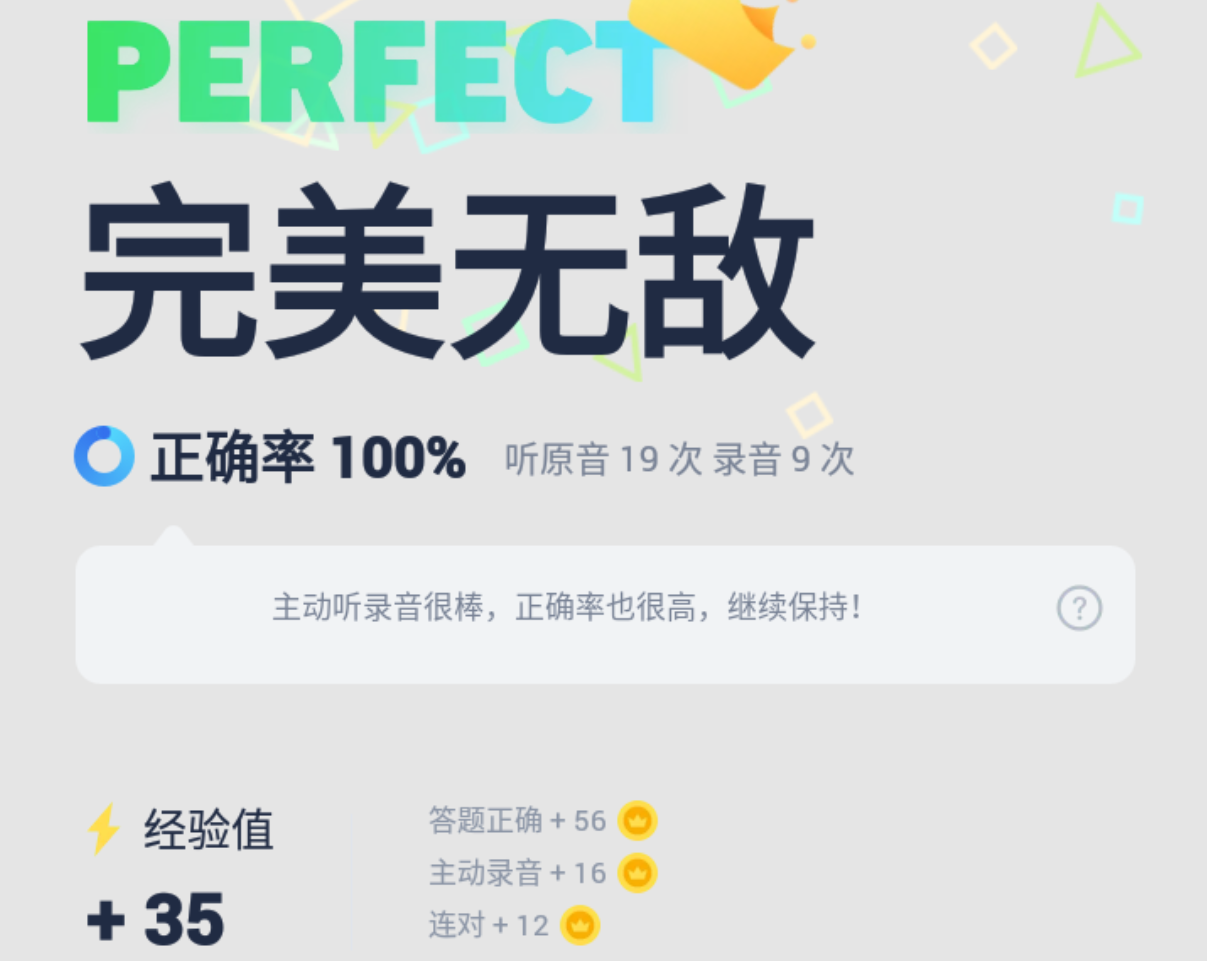 PERFECT
完美无敌
正确率 100% 听原音 19 次 录音 9 次
主动听录音很棒，正确率也很高，继续保持！
?
经验值
+ 35
答题正确 + 56
主动录音 + 16
连对 + 12